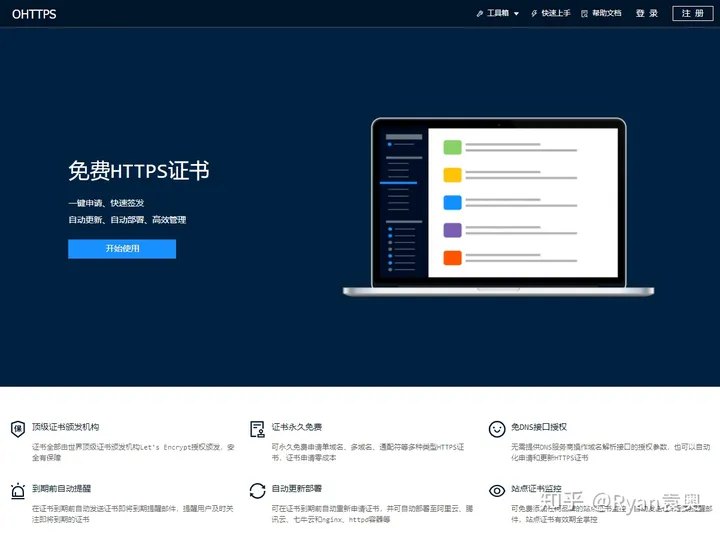 OHTTPS
工具箱 快速上手 帮助文档 登 录 注 册
免费HTTPS证书
一键申请、快速签发
自动更新、自动部署、高效管理
开始使用
顶级证书颁发机构
证书全部由世界顶级证书颁发机构Let's Encrypt授权颁发，安
全有保障
证书永久免费
可永久免费申请单域名、多域名、通配符等多种类型HTTPS证
书，证书申请零成本
免DNS接口授权
无需提供DNS服务商操作域名解析接口的授权参数，也可以自动
化申请和更新HTTPS证书
到期前自动提醒
在证书到期前自动发送证书即将到期提醒邮件，提醒用户及时关
注即将到期的证书
自动更新部署
可在证书到期前自动重新申请证书，并可自动部署至阿里云、腾
讯云、七牛云和nginx、httpd容器等
站点证书监控
可免费添加任何品牌的站点证书监控
件，站点证书有效期全掌控
知乎 @Ryan袁奥